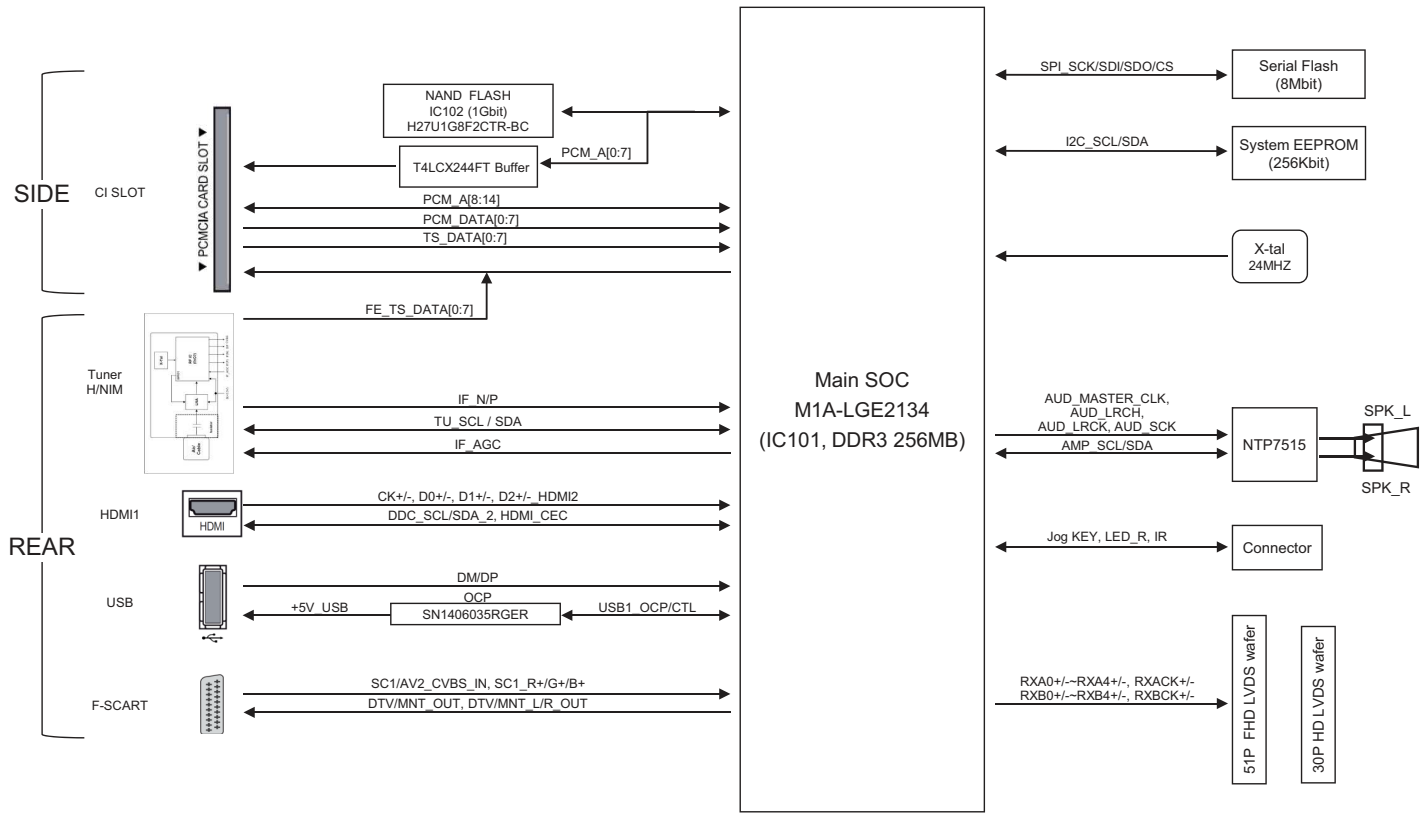 SIDE
CI SLOT
▼ PCMCIA CARD SLOT ▼
NAND FLASH
IC102 (1Gbit)
H27U1G8F2CTR-BC
T4LCX244FT Buffer
PCM_A[0:7]
PCM_A[8:14]
PCM_DATA[0:7]
TS_DATA[0:7]
FE_TS_DATA[0:7]
REAR
Tuner
H/NIM
IF_N/P
TU_SCL / SDA
IF_AGC
HDMI1
HDMI
CK+/-, D0+/-, D1+/-, D2+/-_HDMI2
DDC_SCL/SDA_2, HDMI_CEC
USB
DM/DP
OCP
+5V_USB
SN1406035RGER
USB1_OCP/CTL
F-SCART
SC1/AV2_CVBS_IN, SC1_R+/G+/B+
DTV/MNT_OUT, DTV/MNT_L/R_OUT
Main SOC
M1A-LGE2134
(IC101, DDR3 256MB)
SPI_SCK/SDI/SDO/CS
Serial Flash
(8Mbit)
I2C_SCL/SDA
System EEPROM
(256Kbit)
X-tal
24MHZ
AUD_MASTER_CLK,
AUD_LRCH,
AUD_LRCK, AUD_SCK
AMP_SCL/SDA
NTP7515
SPK_L
SPK_R
Jog KEY, LED_R, IR
Connector
RXA0+/-~RXA4+/-, RXACK+/-
RXB0+/-~RXB4+/-, RXBCK+/-
51P FHD LVDS wafer
30P HD LVDS wafer